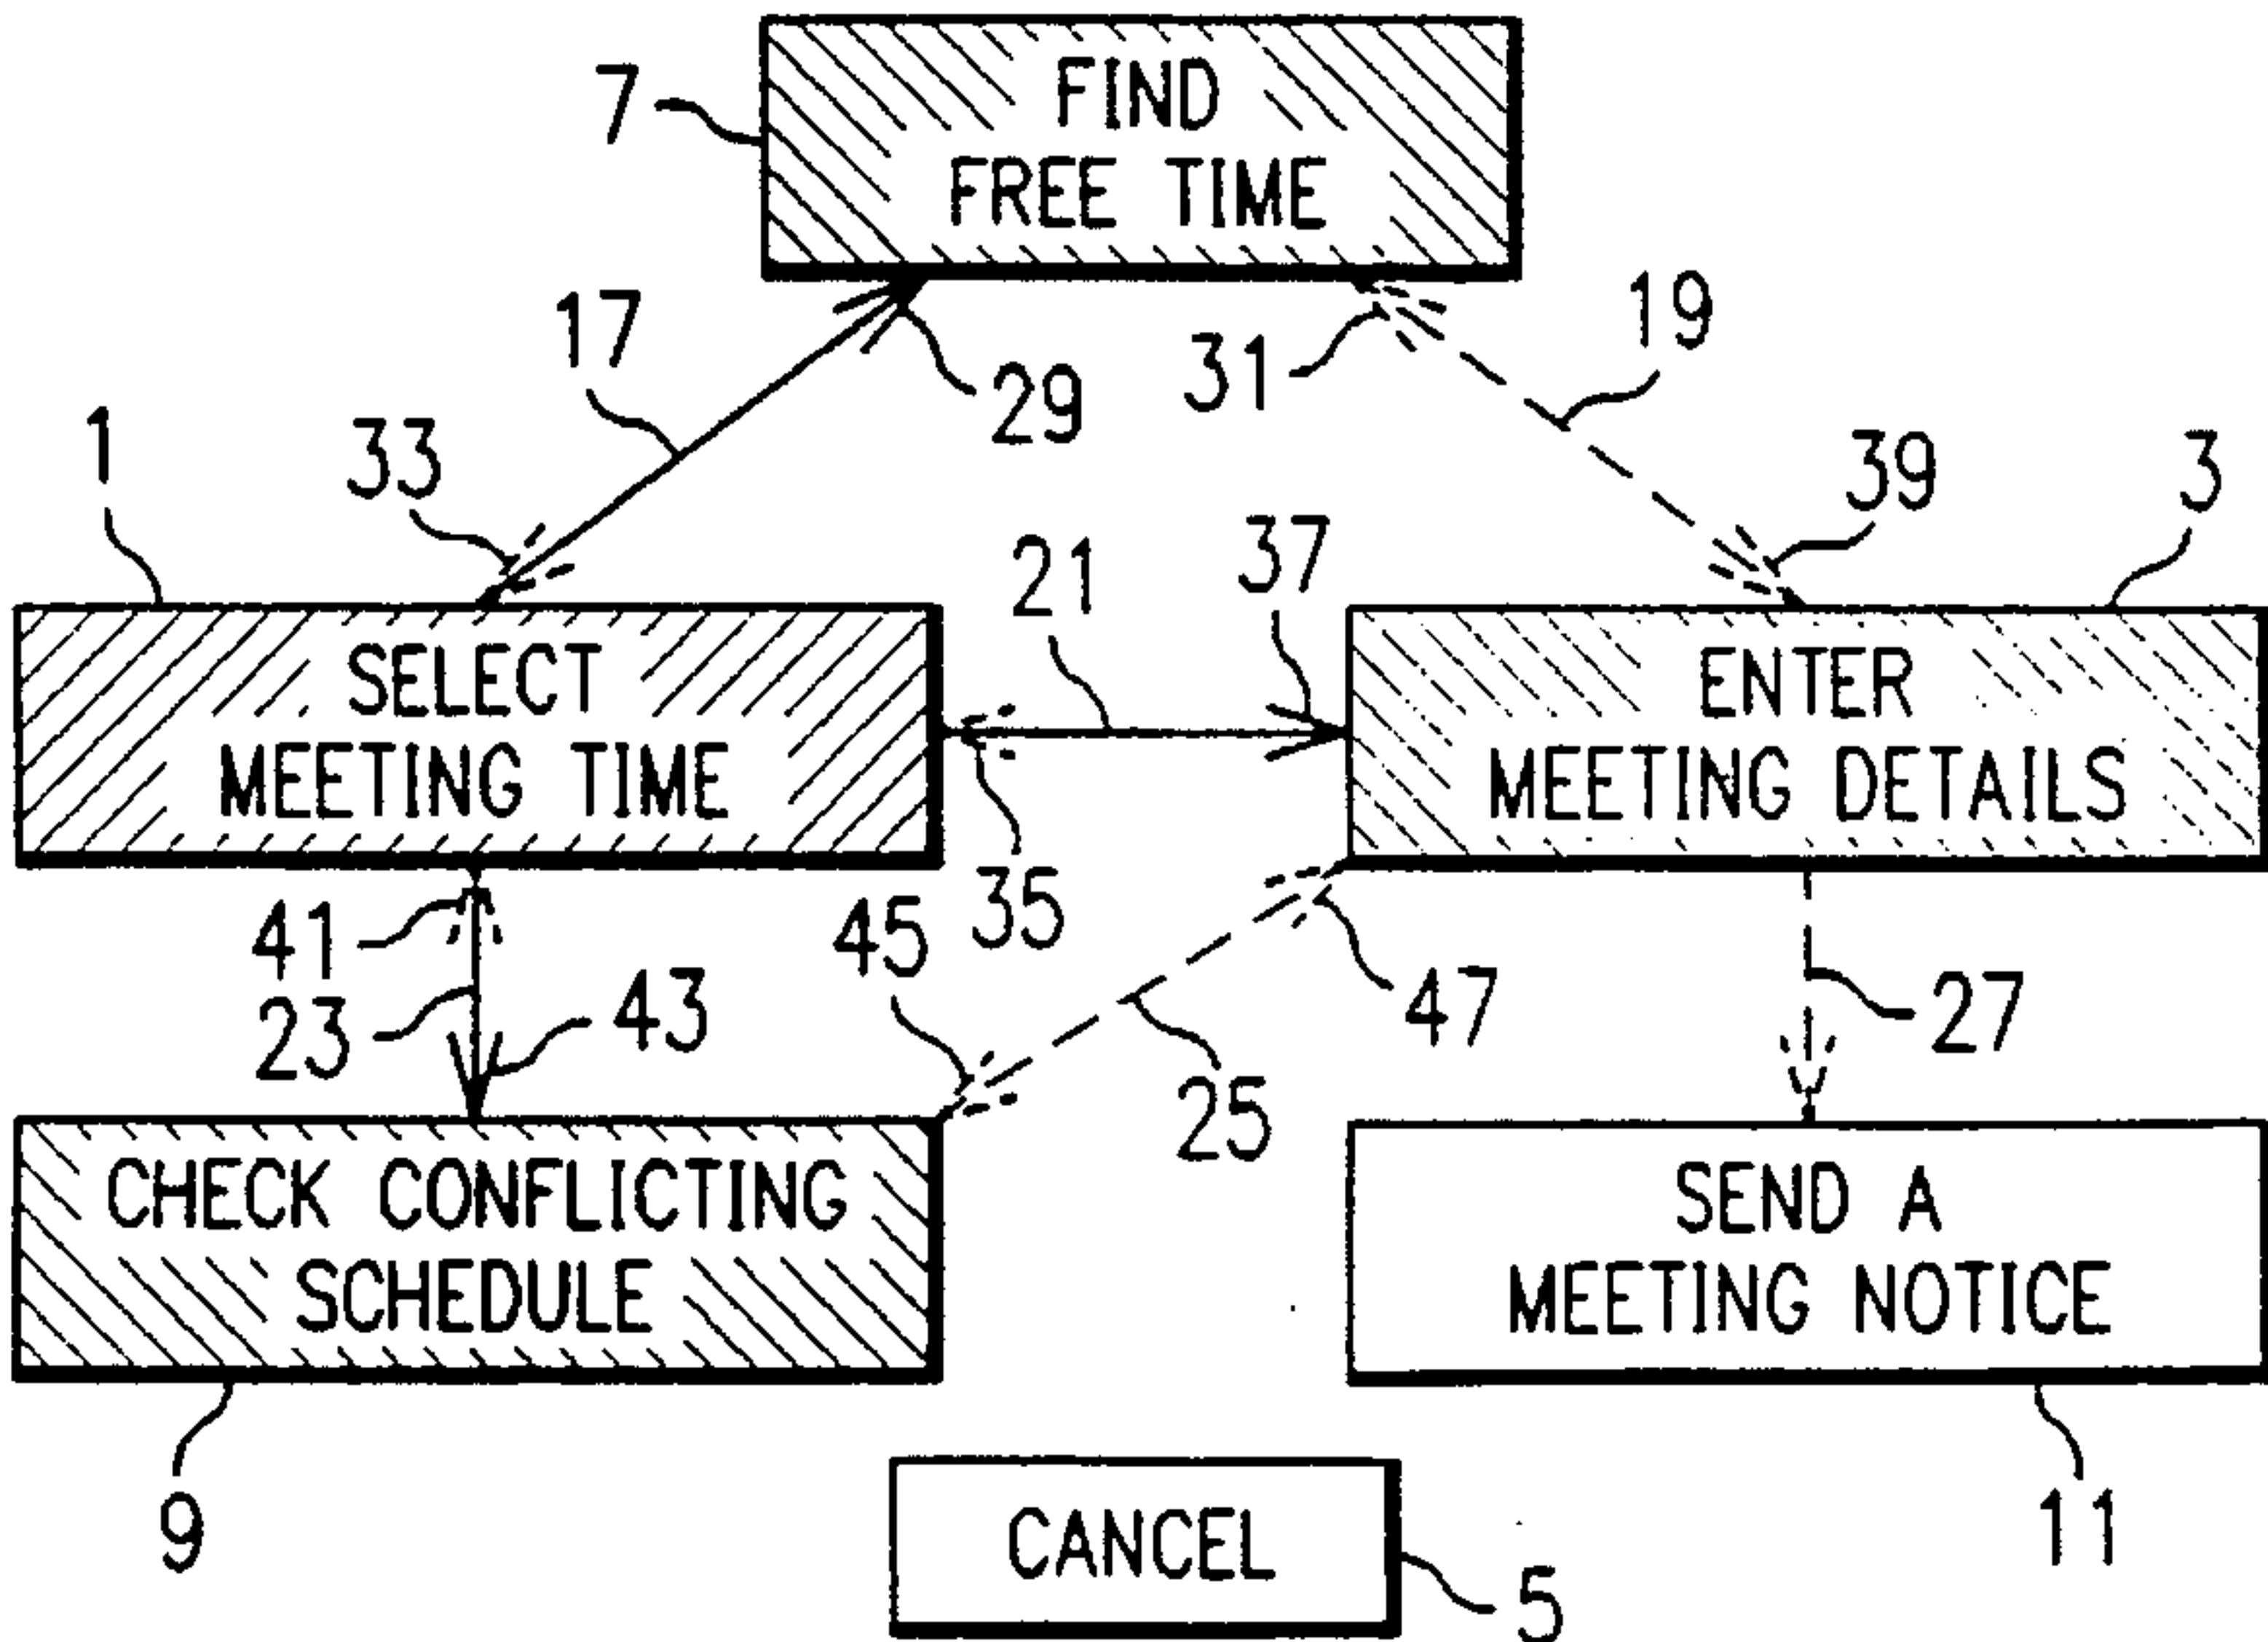 FIND
FREE TIME
7
17
29
31
19
1
33
21
37
39
3
SELECT
MEETING TIME
ENTER
MEETING DETAILS
35
41
23
43
45
25
47
27
CHECK CONFLICTING
SCHEDULE
SEND A
MEETING NOTICE
9
CANCEL
5
11